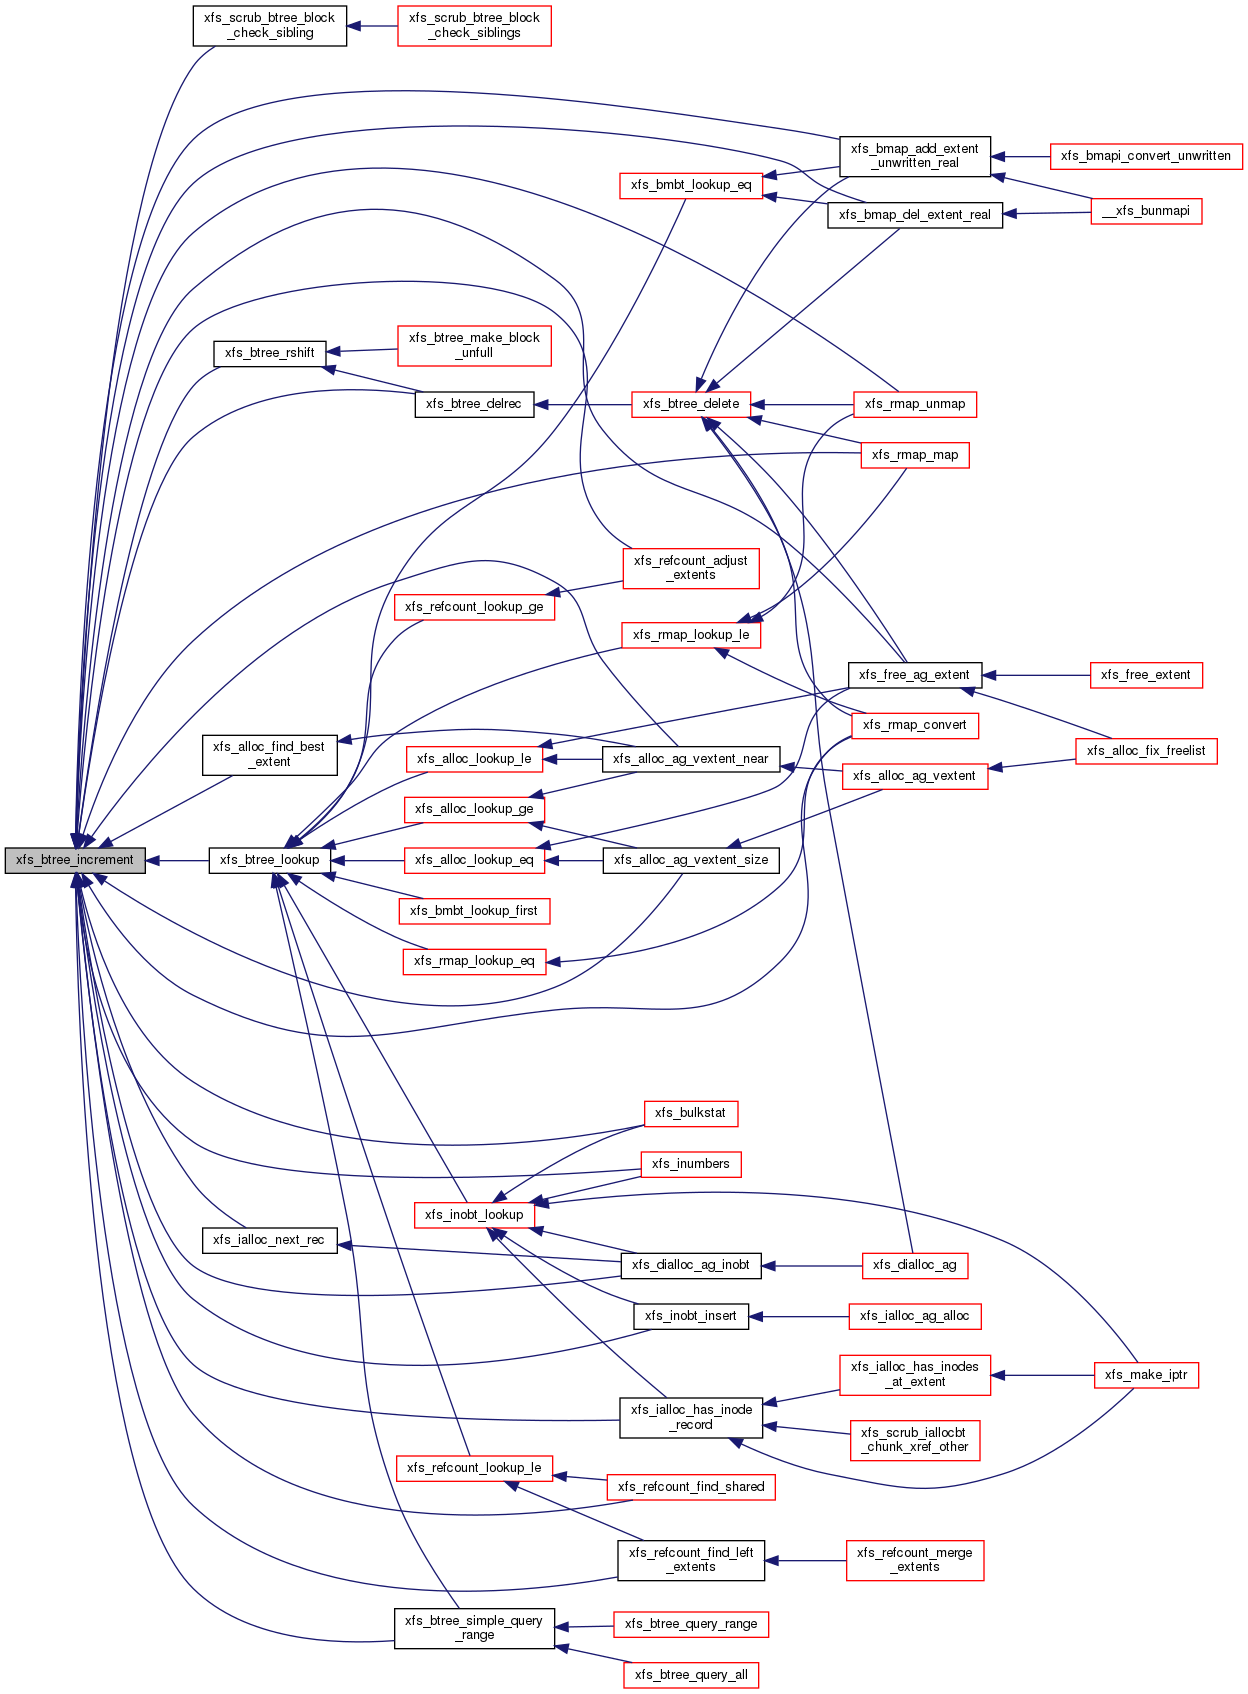 xfs_scrub_btree_block
_check_sibling
xfs_scrub_btree_block
_check_siblings
xfs_bmap_add_extent
_unwritten_real
xfs_bmapi_convert_unwritten
xfs_bmbt_lookup_eq
xfs_bmap_del_extent_real
__xfs_bunmapi
xfs_btree_rshift
xfs_btree_make_block
_unfull
xfs_btree_delrec
xfs_btree_delete
xfs_rmap_unmap
xfs_rmap_map
xfs_refcount_adjust
_extents
xfs_refcount_lookup_ge
xfs_rmap_lookup_le
xfs_free_ag_extent
xfs_free_extent
xfs_rmap_convert
xfs_alloc_find_best
_extent
xfs_alloc_lookup_le
xfs_alloc_ag_vextent_near
xfs_alloc_ag_vextent
xfs_alloc_fix_freelist
xfs_alloc_lookup_ge
xfs_btree_increment
xfs_btree_lookup
xfs_alloc_lookup_eq
xfs_alloc_ag_vextent_size
xfs_bmbt_lookup_first
xfs_rmap_lookup_eq
xfs_bulkstat
xfs_inumbers
xfs_inobt_lookup
xfs_ialloc_next_rec
xfs_dialloc_ag_inobt
xfs_dialloc_ag
xfs_inobt_insert
xfs_ialloc_ag_alloc
xfs_ialloc_has_inodes
_at_extent
xfs_make_iptr
xfs_ialloc_has_inode
_record
xfs_scrub_iallocbt
_chunk_xref_other
xfs_refcount_lookup_le
xfs_refcount_find_shared
xfs_refcount_find_left
_extents
xfs_refcount_merge
_extents
xfs_btree_simple_query
_range
xfs_btree_query_range
xfs_btree_query_all